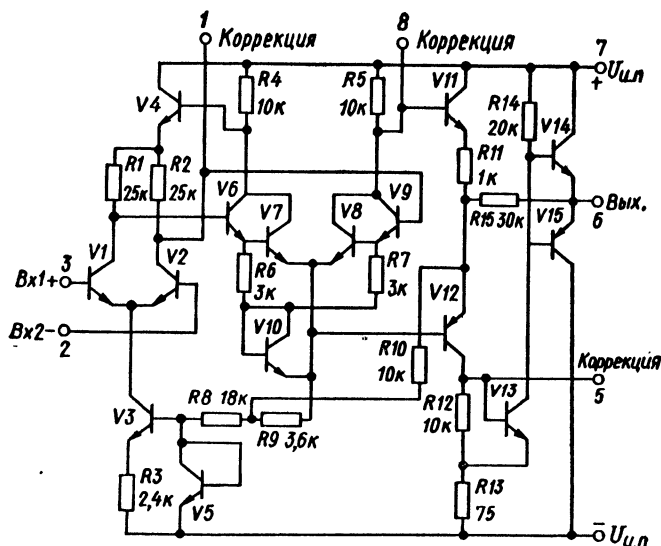 1
Коррекция
8
Коррекция
7
+
Uи.п
R4
10к
R5
10к
V11
R14
20к
V14
V4
R1
25к
R2
25к
V6
V7
V8
V9
R11
1к
R15 30к
Вых.
6
V15
V1
V2
3
Вх1+
R6
3к
R7
3к
V12
Вх2-
2
V10
R10
10к
Коррекция
5
V3
R8 18к
R9 3,6к
R12
10к
V13
R3
2,4к
V5
R13
75
-
Uи.п